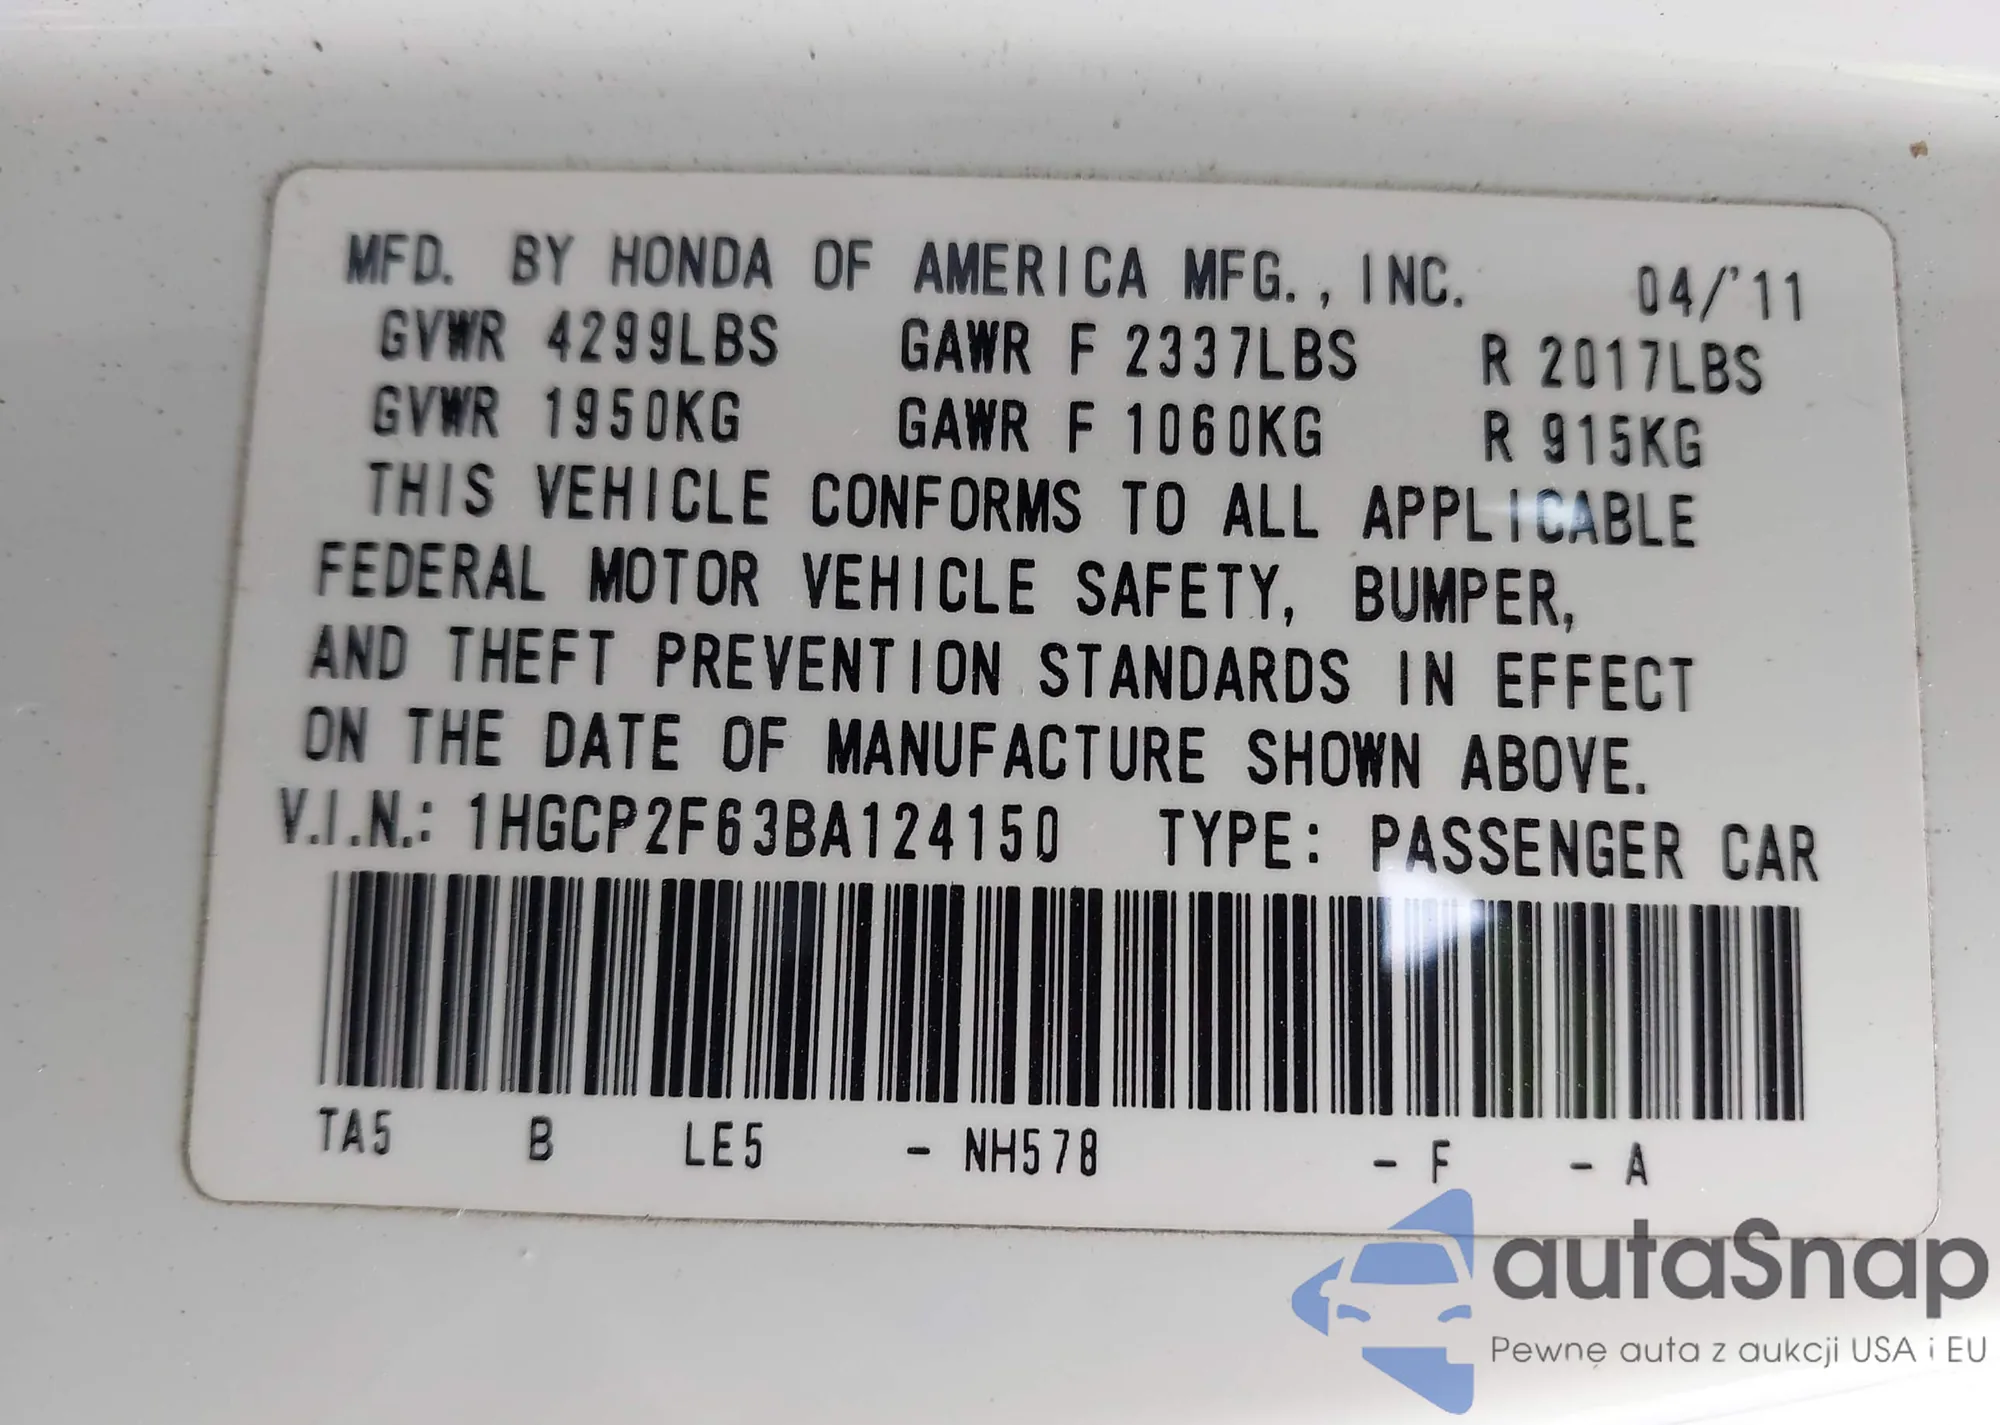 MFD. BY HONDA OF AMERICA MFG., INC. 04/'11
GVWR 4299LBS GAWR F 2337LBS R 2017LBS
GVWR 1950KG GAWR F 1060KG R 915KG
THIS VEHICLE CONFORMS TO ALL APPLICABLE
FEDERAL MOTOR VEHICLE SAFETY, BUMPER,
AND THEFT PREVENTION STANDARDS IN EFFECT
ON THE DATE OF MANUFACTURE SHOWN ABOVE.
V.I.N.: 1HGCP2F63BA124150 TYPE: PASSENGER CAR
TA5 B LE5 - NH578 - F - A
autaSnap
Pewne auta z aukcji USA i EU